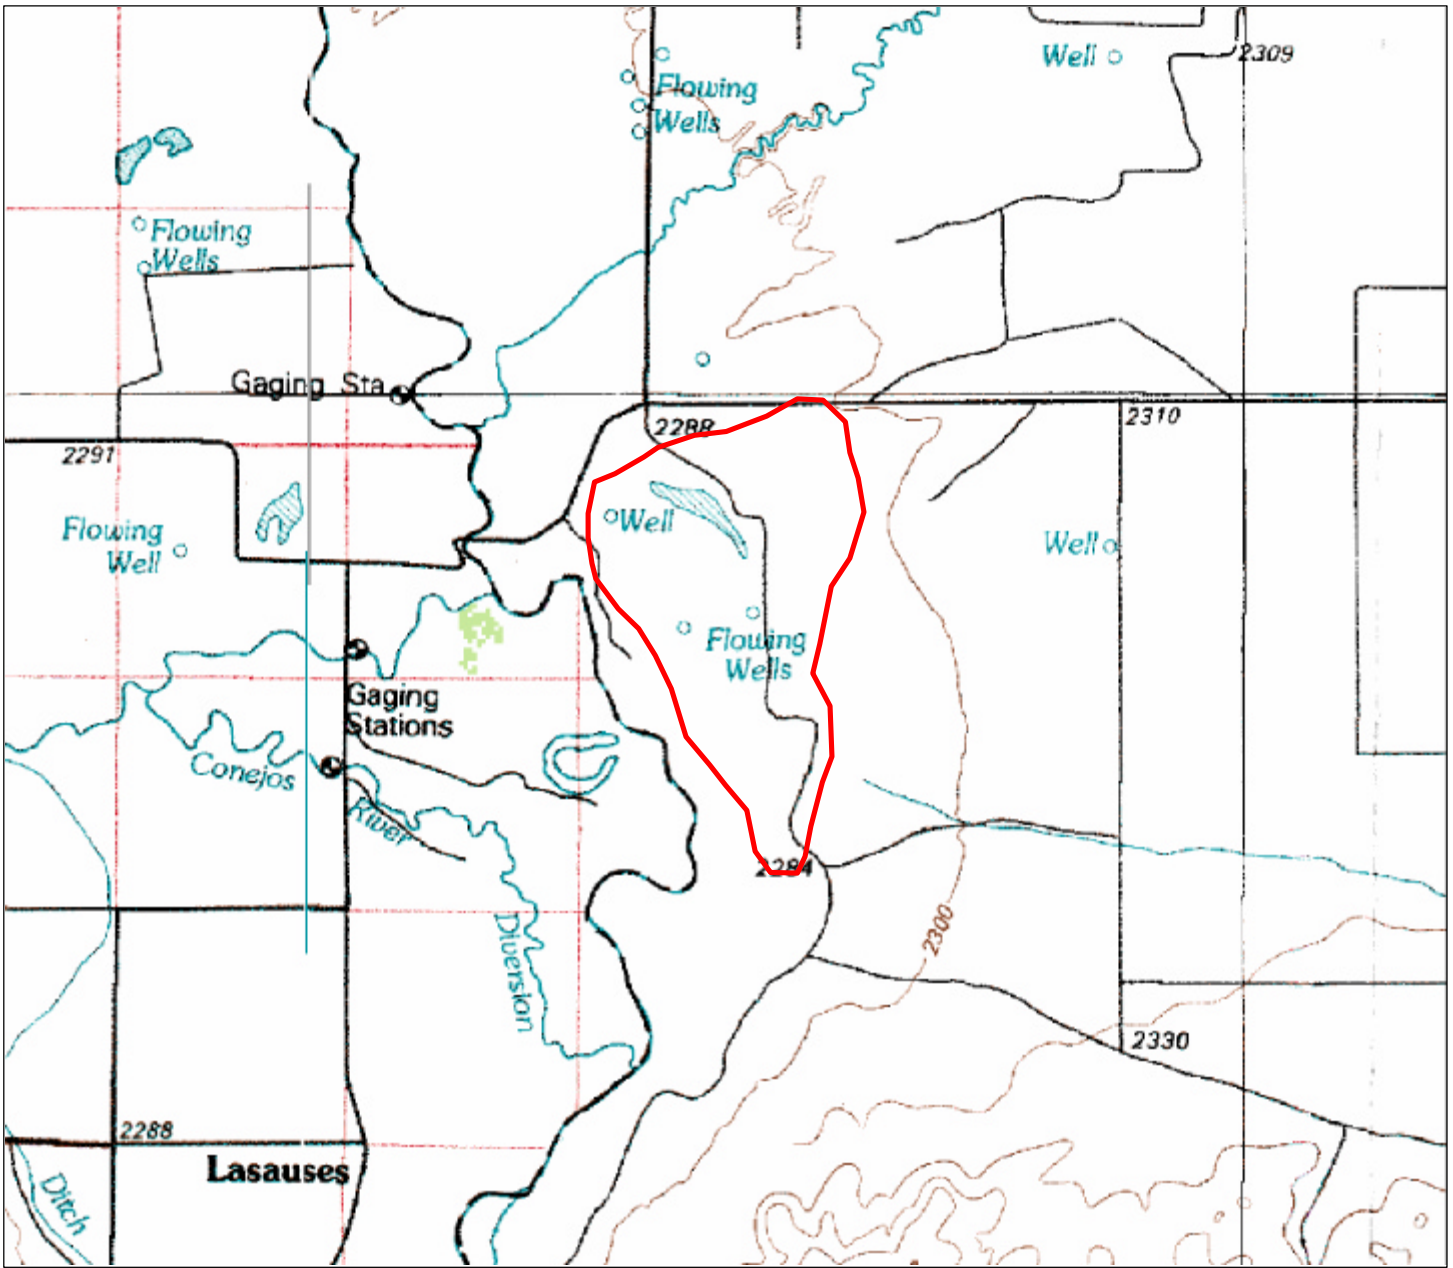 Well
2309
Flowing
Wells
Flowing
Wells
Gaging Sta
2288
2310
2291
Well
Flowing
Well
Well
Flowing
Wells
Gaging
Stations
Conejos
River
2284
Diversion
2300
2330
2288
Lasauses
Ditch